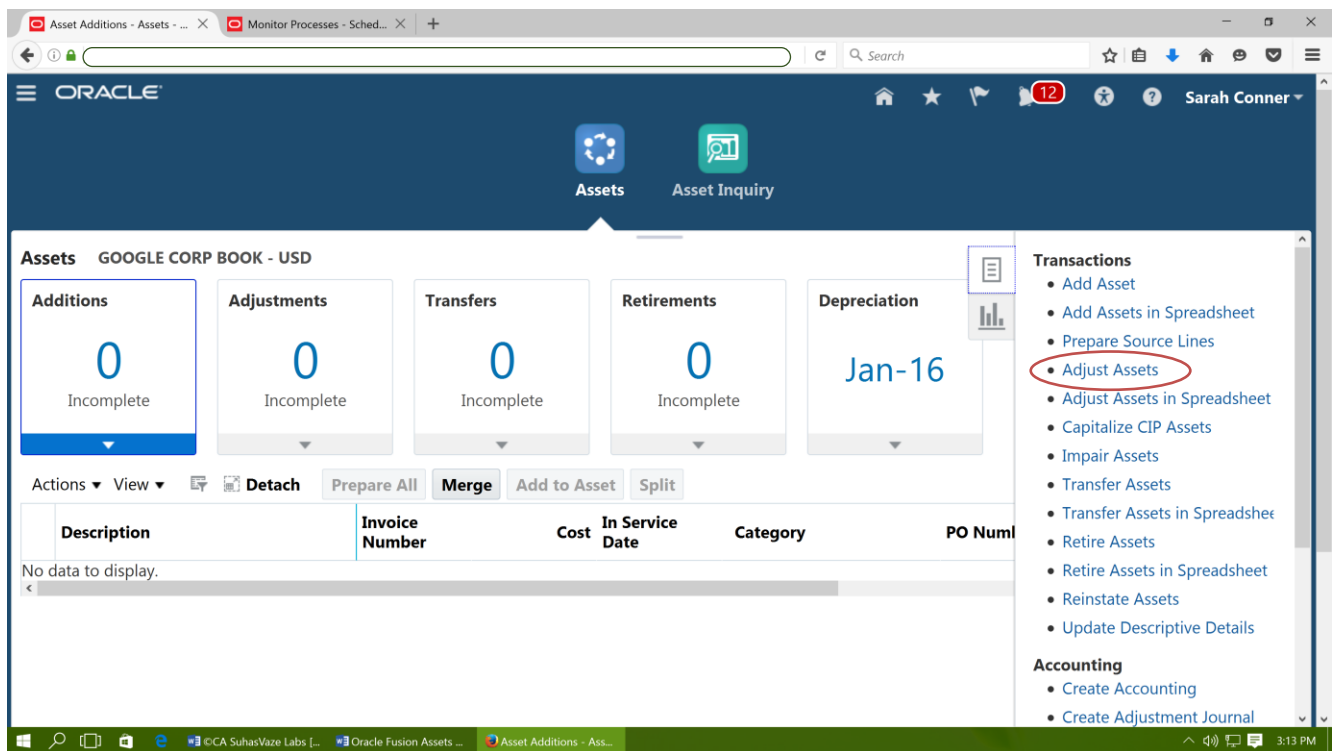 Asset Additions - Assets - ...
Monitor Processes - Sched...
Search
ORACLE
12
Sarah Conner
Assets
Asset Inquiry
Assets GOOGLE CORP BOOK - USD
Additions
0
Incomplete
Adjustments
0
Incomplete
Transfers
0
Incomplete
Retirements
0
Incomplete
Depreciation
Jan-16
Actions View Detach Prepare All Merge Add to Asset Split
Description Invoice Number Cost In Service Date Category PO Numl
No data to display.
Transactions
Add Asset
Add Assets in Spreadsheet
Prepare Source Lines
Adjust Assets
Adjust Assets in Spreadsheet
Capitalize CIP Assets
Impair Assets
Transfer Assets
Transfer Assets in Spreadshee
Retire Assets
Retire Assets in Spreadsheet
Reinstate Assets
Update Descriptive Details
Accounting
Create Accounting
Create Adjustment Journal
©CA SuhasVaze Labs [...
Oracle Fusion Assets ...
Asset Additions - Ass...
3:13 PM